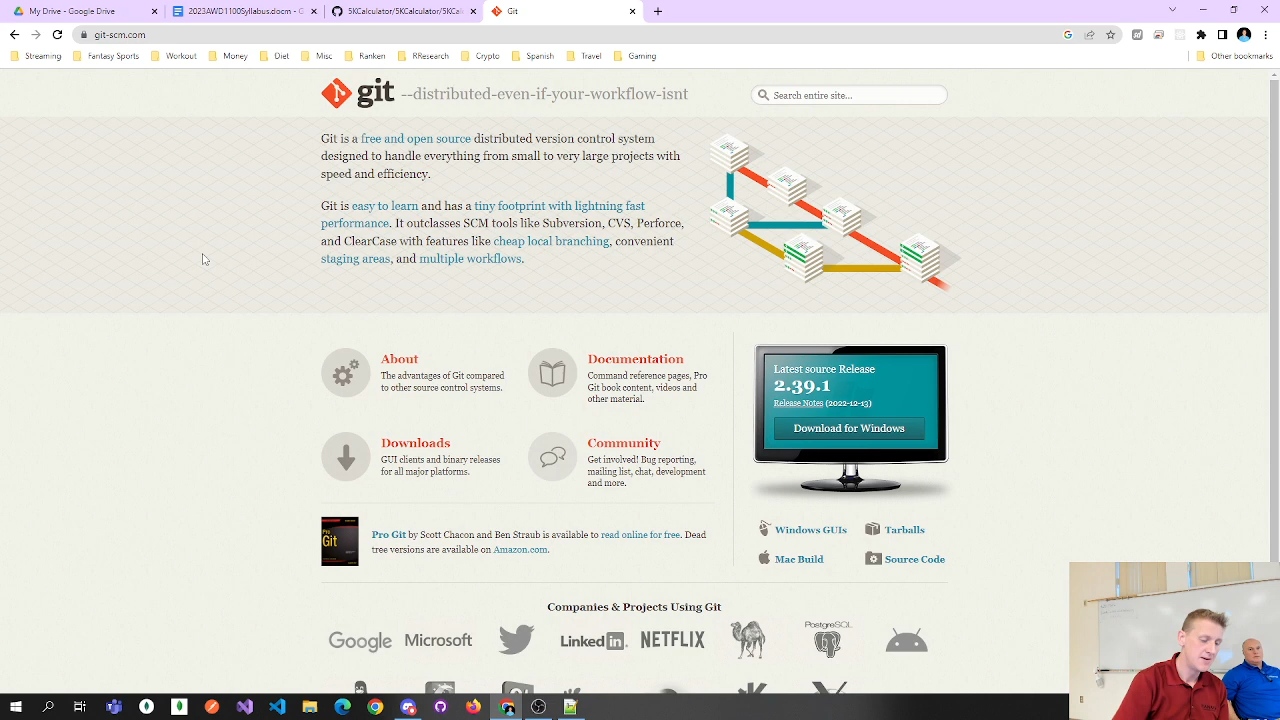 My Drive - Google Drive
2023AWD1100Syllabus.docm - G
5KCalculator/5KCalculator/5KCal
Git
git-scm.com
Streaming
Fantasy Sports
Workout
Money
Dist
Misc
Ranken
RResearch
Crypto
Spanish
Travel
Gaming
Other bookmarks
git --distributed-even-if-your-workflow-isnt
Search entire site...
Git is a free and open source distributed version control system
designed to handle everything from small to very large projects with
speed and efficiency.
Git is easy to learn and has a tiny footprint with lightning fast
performance. It outclasses SCM tools like Subversion, CVS, Perforce,
and ClearCase with features like cheap local branching, convenient
staging areas, and multiple workflows.
About
The advantages of Git compared
to other source control systems.
Documentation
Command reference pages, Pro
Git book content, videos and
other material.
Downloads
GUI clients and binary releases
for all major platforms.
Community
Get involved! Bug reporting,
mailing list, chat, development
and more.
Latest source Release
2.39.1
Release Notes (2022-12-13)
Download for Windows
Windows GUIs
Tarballs
Mac Build
Source Code
Pro
Git
Pro Git by Scott Chacon and Ben Straub is available to read online for free. Dead
tree versions are available on Amazon.com.
Companies & Projects Using Git
Google
Microsoft
LinkedIn
NETFLIX
PostgreSQL